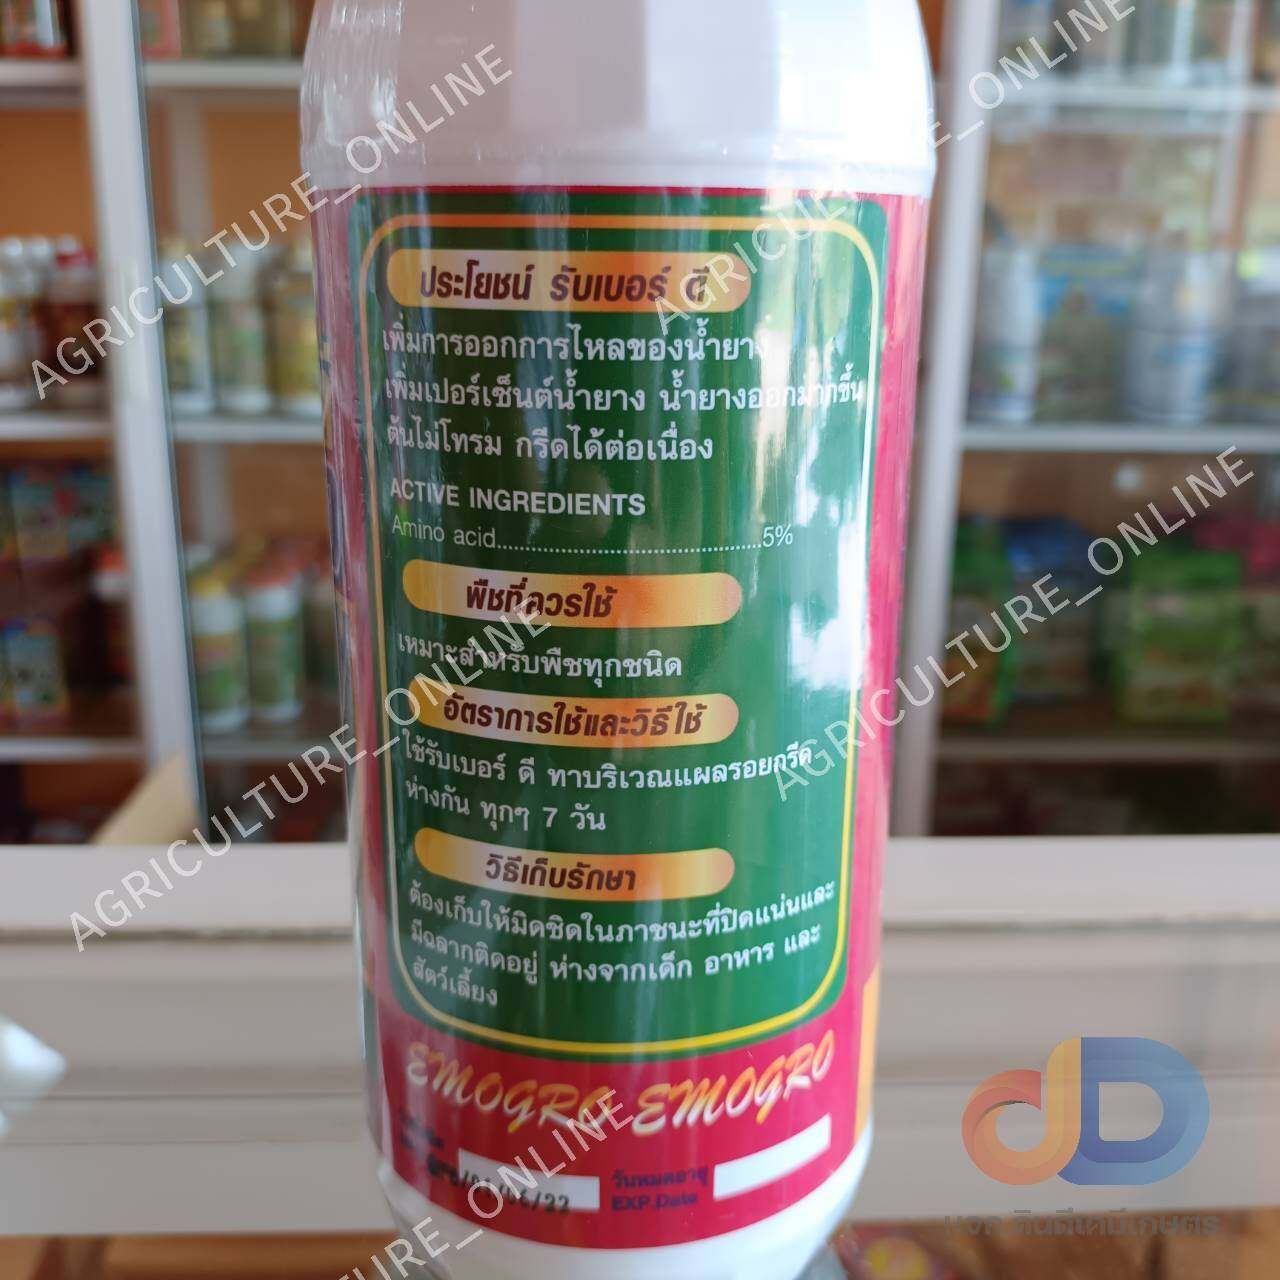 ประโยชน์ รับเบอร์ ดี
เพิ่มการออกการไหลของน้ำยาง
เพิ่มเปอร์เซ็นต์น้ำยาง น้ำยางออกมากขึ้น
ต้นไม่โทรม กรีดได้ต่อเนื่อง
ACTIVE INGREDIENTS
Amino acid...............................................5%
พืชที่ควรใช้
เหมาะสำหรับพืชทุกชนิด
อัตราการใช้และวิธีใช้
ใช้รับเบอร์ ดี ทาบริเวณแผลรอยกรีด
ห่างกัน ทุกๆ 7 วัน
วิธีเก็บรักษา
ต้องเก็บให้มิดชิดในภาชนะที่ปิดแน่นและ
มีฉลากติดอยู่ ห่างจากเด็ก อาหาร และ
สัตว์เลี้ยง
EMOGRO EMOGRO
วันหมดอายุ
EXP.Date
AGRICULTURE_ONLINE
AGRICULTURE_ONLINE
AGRICULTURE_ONLINE
AGRICULTURE_ONLINE
AGRICULTURE_ONLINE